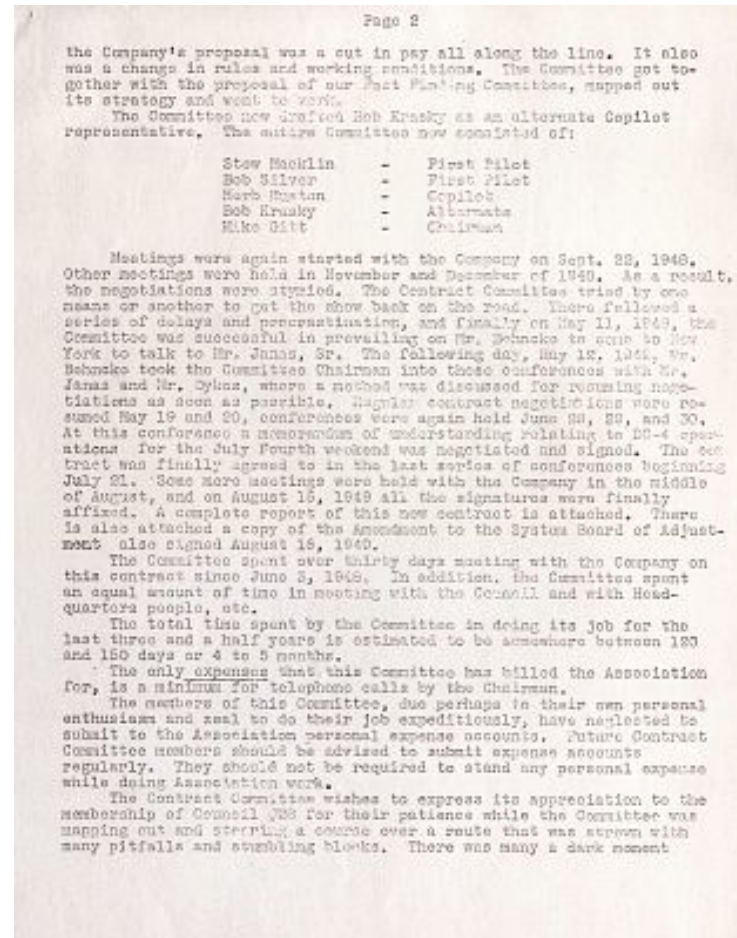 Page 2
the Company's proposal was a cut in pay all along the line. It also
was a change in rules and working conditions. The Committee got to-
gether with the proposal of our Fact Finding Committee, mapped out
its strategy and went to work.
The Committee now drafted Bob Krasky as an alternate Copilot
representative. The entire Committee now consisted of:
Stew Macklin - First Pilot
Bob Silver - First Pilot
Herb Huston - Copilot
Bob Krasky - Alternate
Mike Gitt - Chairman
Meetings were again started with the Company on Sept. 22, 1948.
Other meetings were held in November and December of 1948. As a result,
the negotiations were stymied. The Contract Committee tried by one
means or another to get the show back on the road. There followed a
series of delays and procrastination, and finally on May 11, 1949, the
Committee was successful in prevailing on Mr. Behncke to come to New
York to talk to Mr. Janas, Sr. The following day, May 12, 1949, Mr.
Behncke took the Committee Chairman into these conferences with Mr.
Janas and Mr. Dykes, where a method was discussed for resuming nego-
tiations as soon as possible. Regular contract negotiations were re-
sumed May 19 and 20, conferences were again held June 28, 29, and 30.
At this conference a memorandum of understanding relating to DC-4 oper-
ations for the July Fourth weekend was negotiated and signed. The con
tract was finally agreed to in the last series of conferences beginning
July 21. Some more meetings were held with the Company in the middle
of August, and on August 15, 1949 all the signatures were finally
affixed. A complete report of this new contract is attached. There
is also attached a copy of the Amendment to the System Board of Adjust-
ment also signed August 15, 1949.
The Committee spent over thirty days meeting with the Company on
this contract since June 3, 1948. In addition, the Committee spent
an equal amount of time in meeting with the Council and with Head-
quarters people, etc.
The total time spent by the Committee in doing its job for the
last three and a half years is estimated to be somewhere between 120
and 150 days or 4 to 5 months.
The only expenses that this Committee has billed the Association
for, is a minimum for telephone calls by the Chairman.
The members of this Committee, due perhaps to their own personal
enthusiasm and zeal to do their job expeditiously, have neglected to
submit to the Association personal expense accounts. Future Contract
Committee members should be advised to submit expense accounts
regularly. They should not be required to stand any personal expense
while doing Association work.
The Contract Committee wishes to express its appreciation to the
membership of Council for their patience while the Committee was
mapping out and steering a course over a route that was strewn with
many pitfalls and stumbling blocks. There was many a dark moment